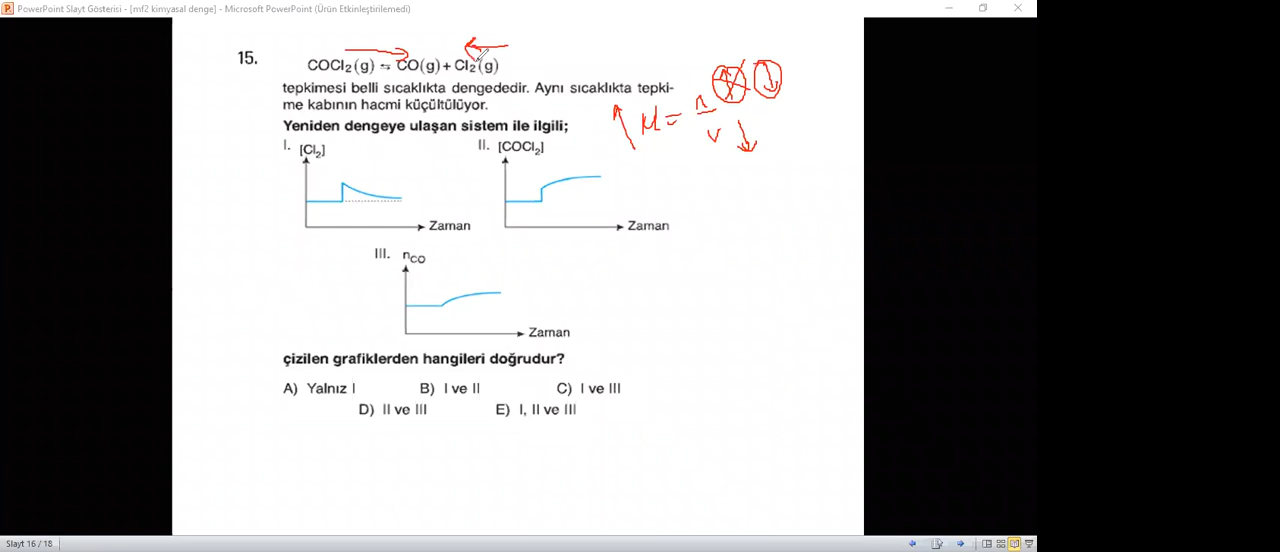 PowerPoint Slayt Gösterisi - [mf2 kimyasal denge] - Microsoft PowerPoint (Ürün Etkinleştirilemedi)
15.
COCl₂(g) ⇋ CO(g) + Cl₂(g)
tepkimesi belli sıcaklıkta dengededir. Aynı sıcaklıkta tepki-
me kabının hacmi küçültülüyor.
Yeniden dengeye ulaşan sistem ile ilgili;
M = n
v
I. [Cl₂]
Zaman
II. [COCl₂]
Zaman
III. nCO
Zaman
çizilen grafiklerden hangileri doğrudur?
A) Yalnız I B) I ve II C) I ve III
D) II ve III E) I, II ve III
Slayt 16 / 18